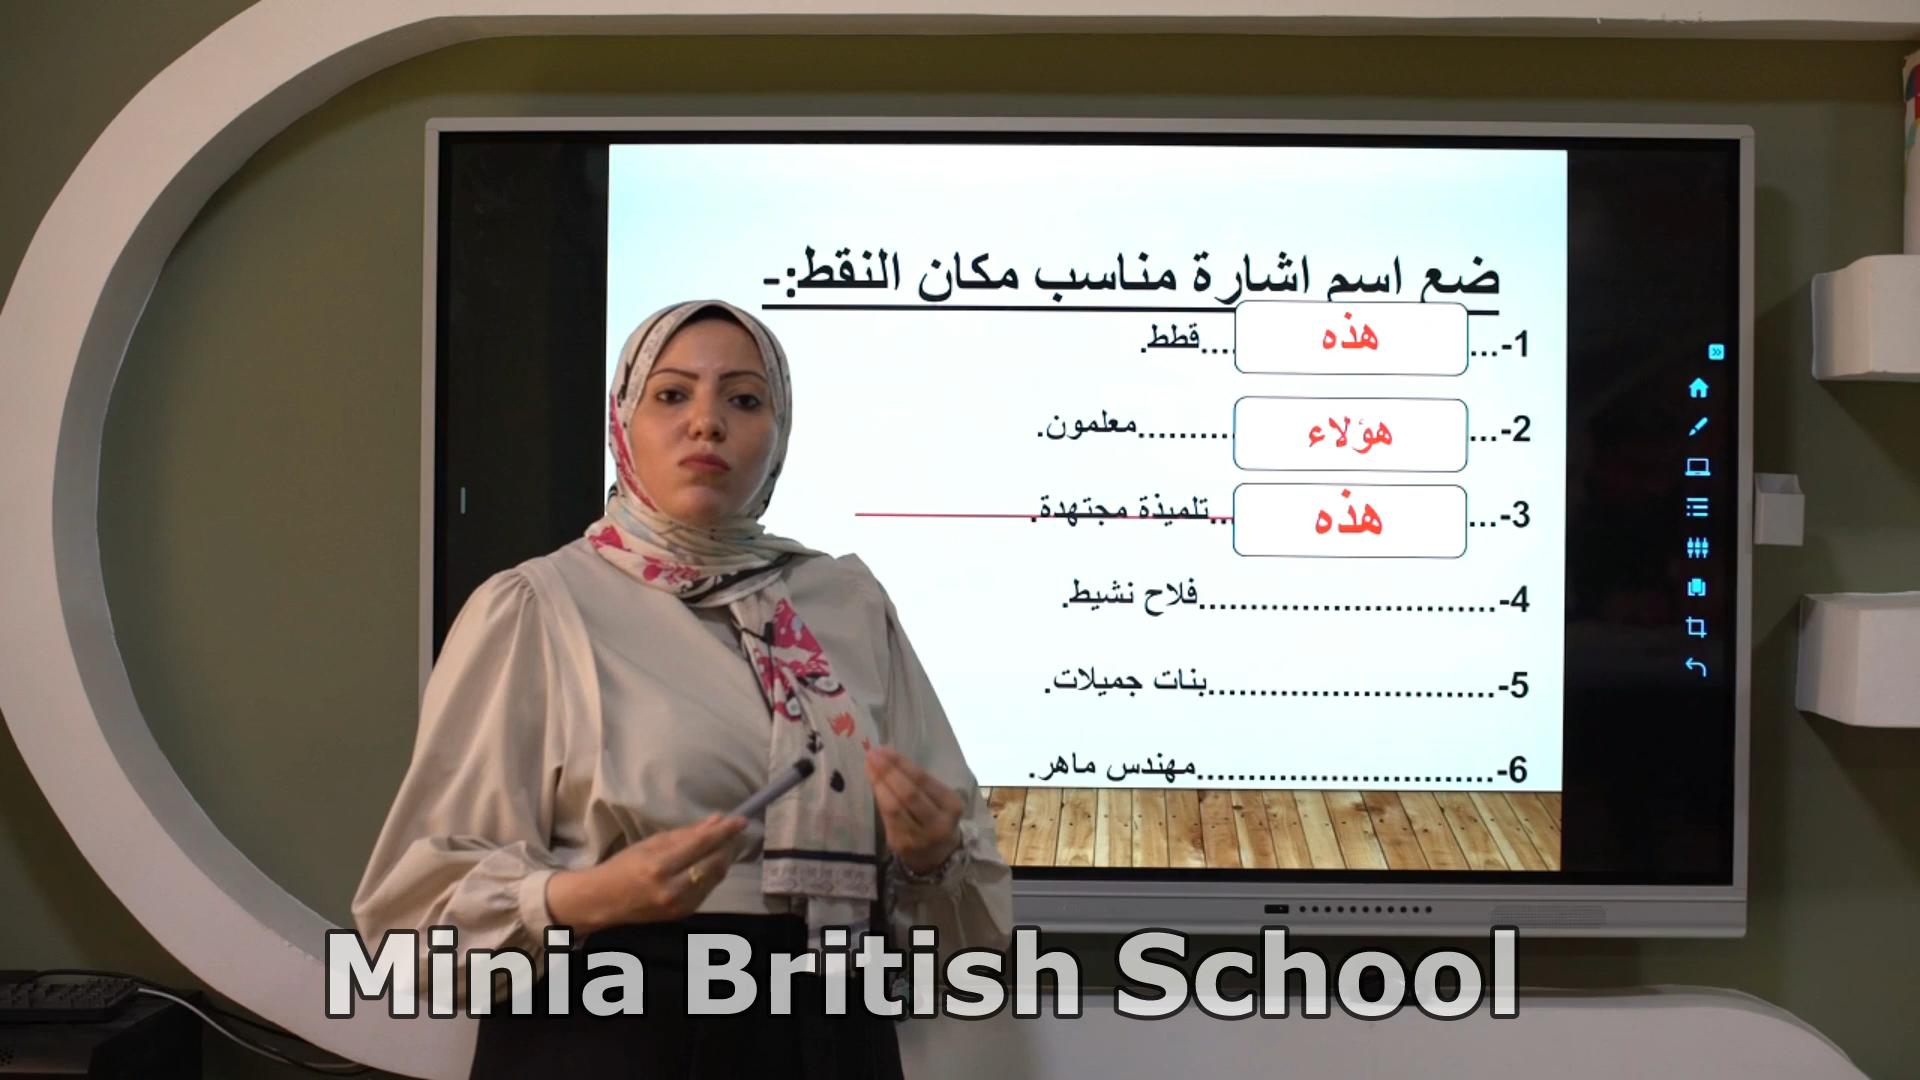 ضع اسم اشارة مناسب مكان النقط:-
1-... هذه ....قطط.
2-... هؤلاء ..........معلمون.
3-... هذه ...تلميذة مجتهدة.
4-.............................فلاح نشيط.
5-............................بنات جميلات.
6-.............................مهندس ماهر.
Minia British School